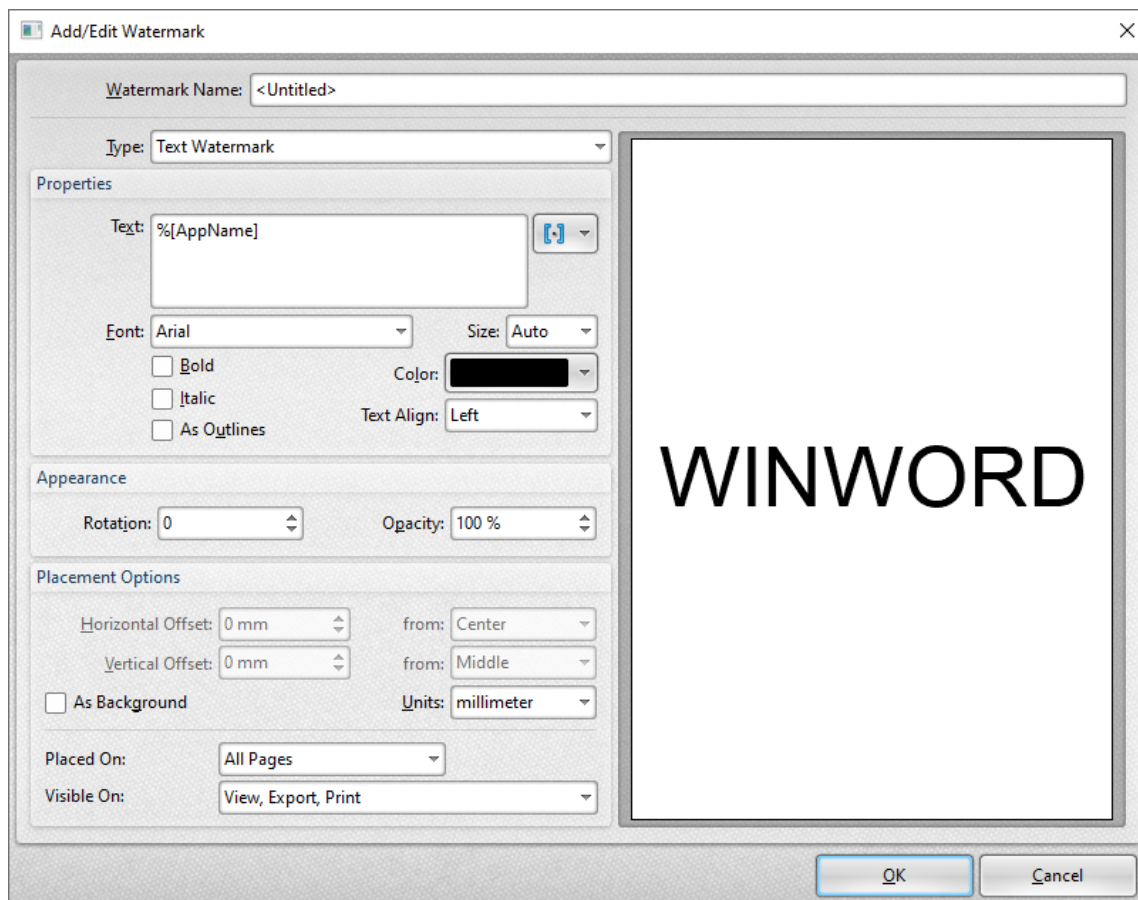 Add/Edit Watermark
Watermark Name: <Untitled>
Type: Text Watermark
Properties
Text: %[AppName]
Font: Arial Size: Auto
Bold
Color:
Italic
Text Align: Left
As Outlines
Appearance
Rotation: 0 Opacity: 100 %
Placement Options
Horizontal Offset: 0 mm from: Center
Vertical Offset: 0 mm from: Middle
As Background Units: millimeter
Placed On: All Pages
Visible On: View, Export, Print
WINWORD
OK Cancel